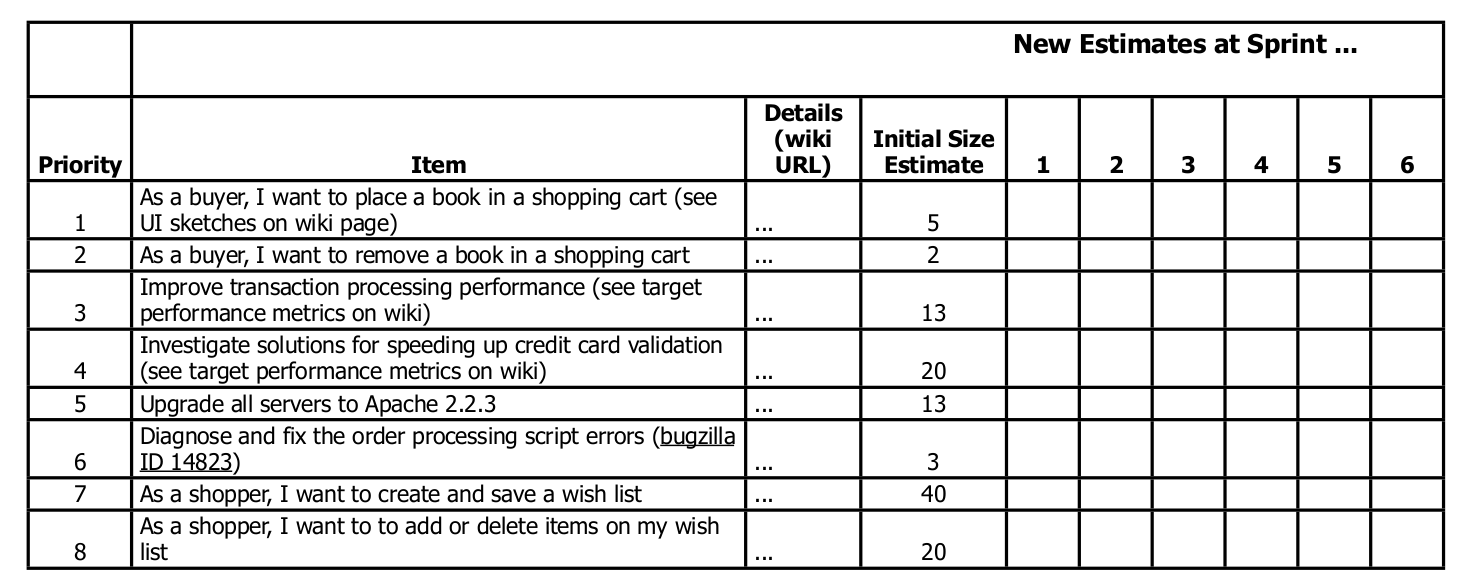 New Estimates at Sprint ...
Priority Item Details (wiki URL) Initial Size Estimate 1 2 3 4 5 6
1 As a buyer, I want to place a book in a shopping cart (see UI sketches on wiki page) ... 5
2 As a buyer, I want to remove a book in a shopping cart ... 2
3 Improve transaction processing performance (see target performance metrics on wiki) ... 13
4 Investigate solutions for speeding up credit card validation (see target performance metrics on wiki) ... 20
5 Upgrade all servers to Apache 2.2.3 ... 13
6 Diagnose and fix the order processing script errors (bugzilla ID 14823) ... 3
7 As a shopper, I want to create and save a wish list ... 40
8 As a shopper, I want to to add or delete items on my wish list ... 20